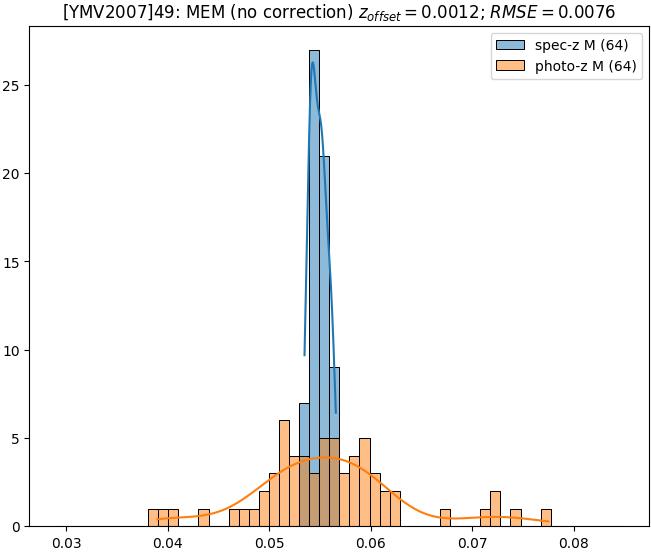 [YMV2007]49: MEM (no correction) z_offset = 0.0012; RMSE = 0.0076
spec-z M (64)
photo-z M (64)
25
20
15
10
5
0
0.03 0.04 0.05 0.06 0.07 0.08